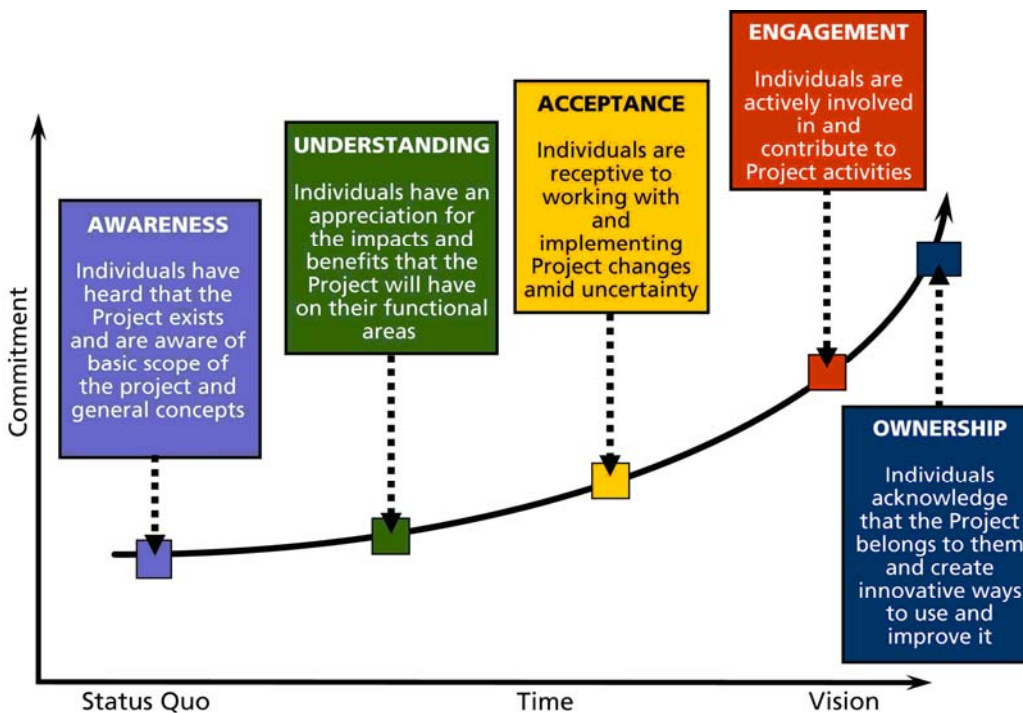 ENGAGEMENT
Individuals are
actively involved
in and
contribute to
Project activities
ACCEPTANCE
Individuals are
receptive to
working with
and
implementing
Project changes
amid uncertainty
UNDERSTANDING
Individuals have an
appreciation for
the impacts and
benefits that the
Project will have
on their functional
areas
AWARENESS
Individuals have
heard that the
Project exists
and are aware of
basic scope of
the project and
general concepts
OWNERSHIP
Individuals
acknowledge
that the Project
belongs to them
and create
innovative ways
to use and
improve it
Commitment
Status Quo
Time
Vision